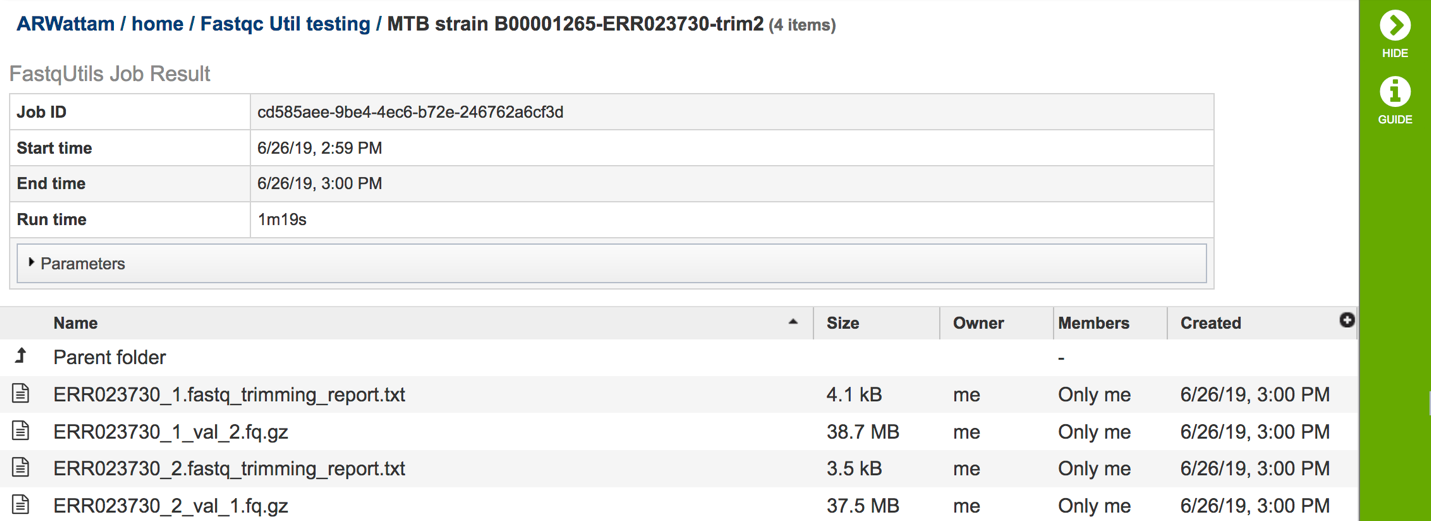 ARWattam / home / Fastqc Util testing / MTB strain B00001265-ERR023730-trim2 (4 items)
HIDE
GUIDE
FastqUtils Job Result
Job ID cd585aee-9be4-4ec6-b72e-246762a6cf3d
Start time 6/26/19, 2:59 PM
End time 6/26/19, 3:00 PM
Run time 1m19s
Parameters
Name Size Owner Members Created
Parent folder -
ERR023730_1.fastq_trimming_report.txt 4.1 kB me Only me 6/26/19, 3:00 PM
ERR023730_1_val_2.fq.gz 38.7 MB me Only me 6/26/19, 3:00 PM
ERR023730_2.fastq_trimming_report.txt 3.5 kB me Only me 6/26/19, 3:00 PM
ERR023730_2_val_1.fq.gz 37.5 MB me Only me 6/26/19, 3:00 PM